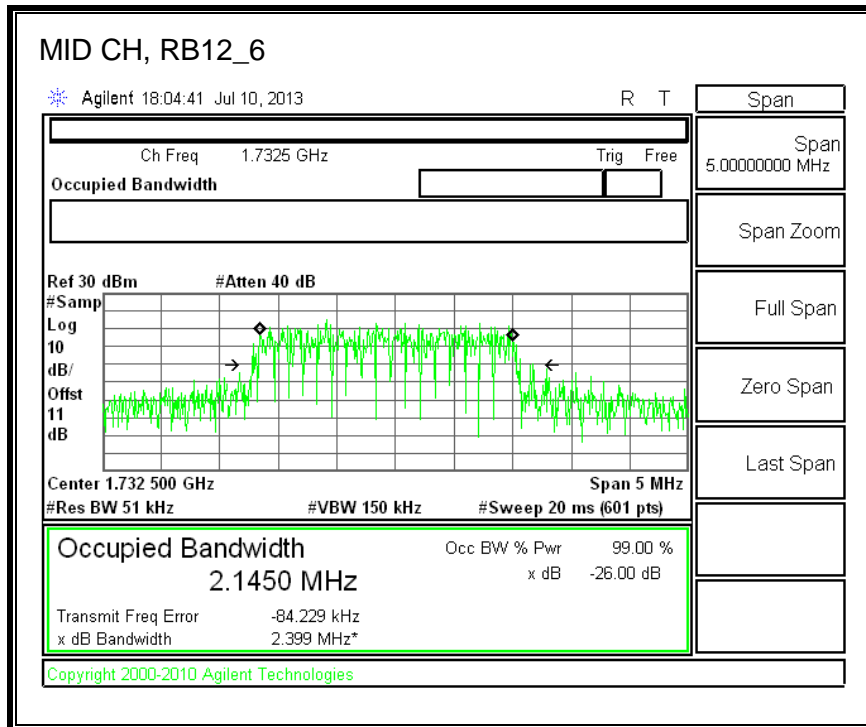 MID CH, RB12_6
Agilent 18:04:41 Jul 10, 2013 R T
Span
Ch Freq 1.7325 GHz Trig Free
Occupied Bandwidth
Span
5.00000000 MHz
Span Zoom
Full Span
Zero Span
Last Span
Ref 30 dBm #Atten 40 dB
#Samp
Log
10
dB/
Offst
11
dB
Center 1.732 500 GHz Span 5 MHz
#Res BW 51 kHz #VBW 150 kHz #Sweep 20 ms (601 pts)
Occupied Bandwidth Occ BW % Pwr 99.00 %
2.1450 MHz x dB -26.00 dB
Transmit Freq Error -84.229 kHz
x dB Bandwidth 2.399 MHz*
Copyright 2000-2010 Agilent Technologies